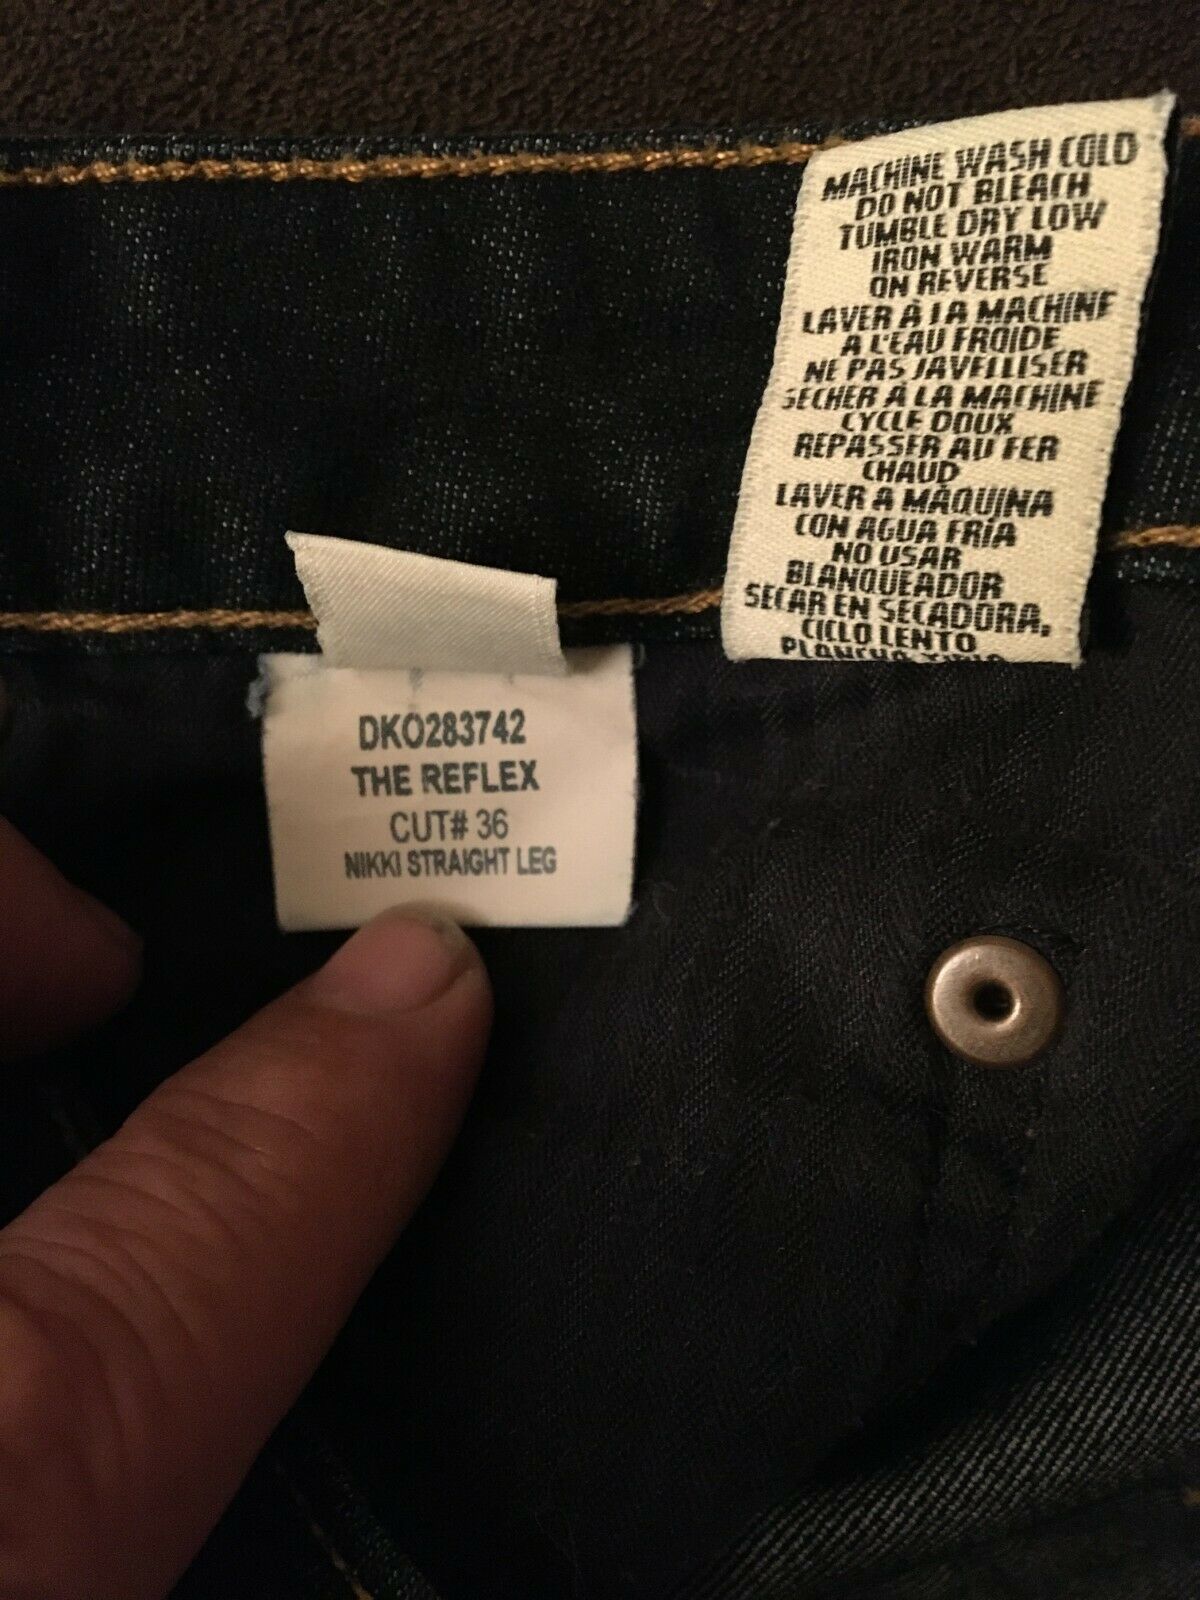 MACHINE WASH COLD
DO NOT BLEACH
TUMBLE DRY LOW
IRON WARM
ON REVERSE
LAVER À LA MACHINE
A L'EAU FROIDE
NE PAS JAVELLISER
SECHER À LA MACHINE
CYCLE DOUX
REPASSER AU FER
CHAUD
LAVER A MÁQUINA
CON AGUA FRÍA
NO USAR
BLANQUEADOR
SECAR EN SECADORA,
CICLO LENTO
PLANCHA
DKO283742
THE REFLEX
CUT# 36
NIKKI STRAIGHT LEG